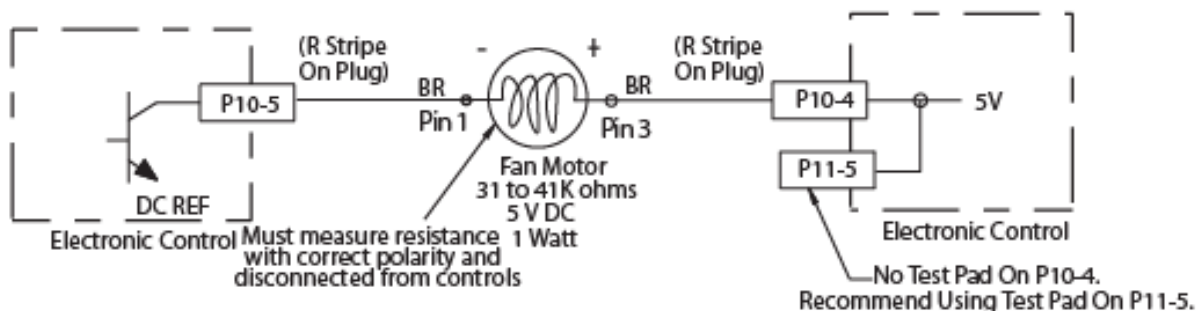 (R Stripe
On Plug)
-
+
(R Stripe
On Plug)
P10-5
BR
Pin 1
BR
Pin 3
P10-4
5V
P11-5
DC REF
Electronic Control
Fan Motor
31 to 41K ohms
5 V DC
1 Watt
Must measure resistance
with correct polarity and
disconnected from controls
Electronic Control
No Test Pad On P10-4.
Recommend Using Test Pad On P11-5.